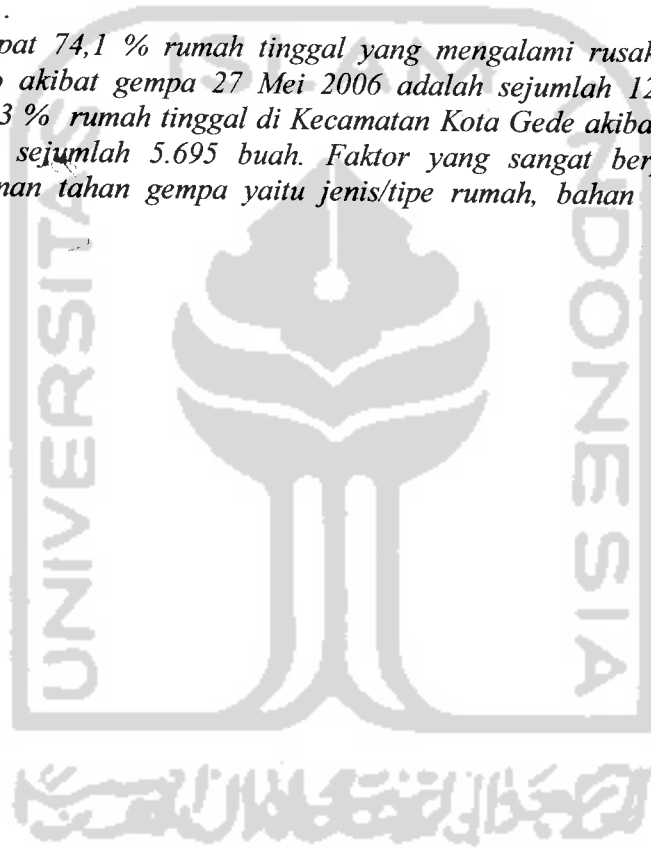 .
pat 74,1 % rumah tinggal yang mengalami rusak
akibat gempa 27 Mei 2006 adalah sejumlah 12
3 % rumah tinggal di Kecamatan Kota Gede akiba
sejumlah 5.695 buah. Faktor yang sangat ber
nan tahan gempa yaitu jenis/tipe rumah, bahan
ISLAM
UNIVERSITAS
INDONESIA